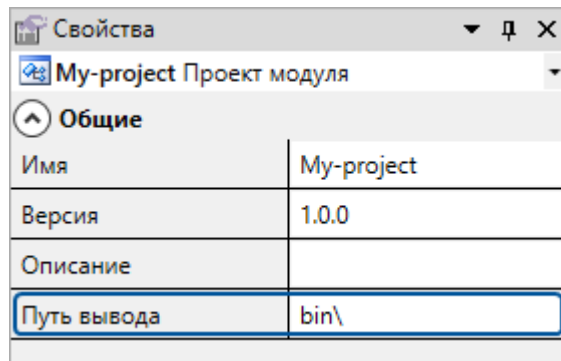 Свойства
My-project Проект модуля
Общие
Имя My-project
Версия 1.0.0
Описание
Путь вывода bin\